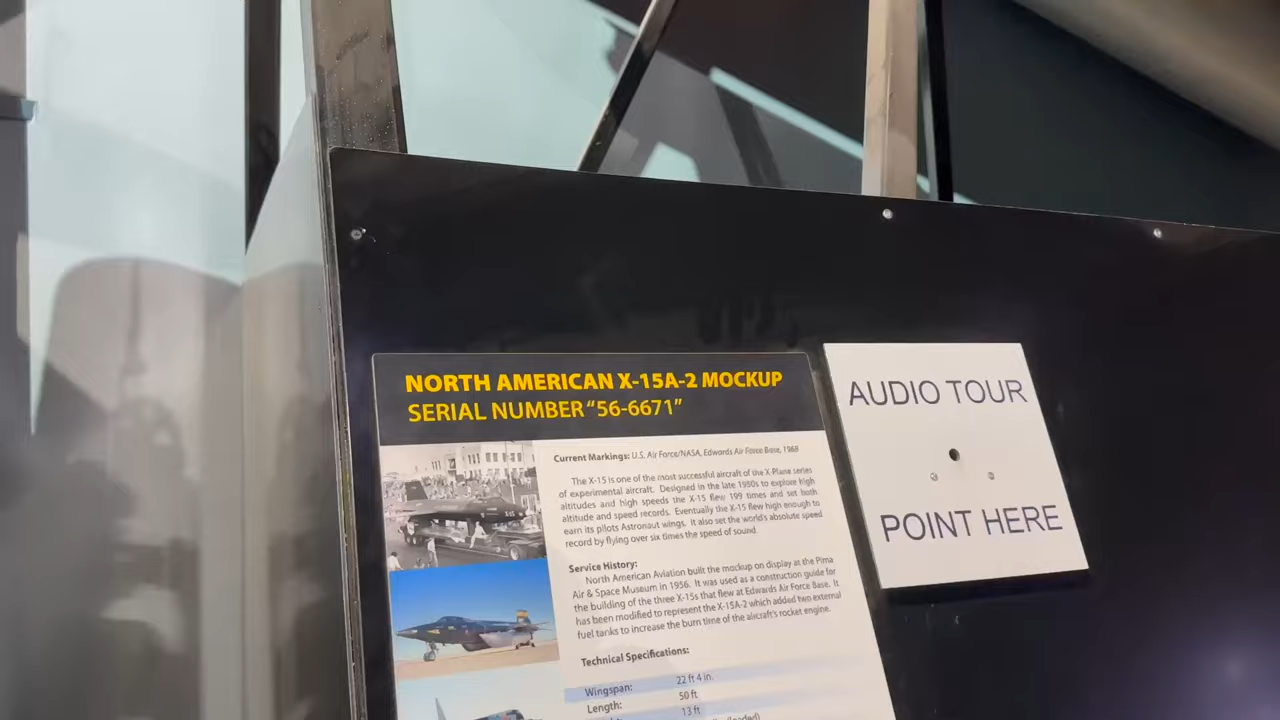 NORTH AMERICAN X-15A-2 MOCKUP
SERIAL NUMBER "56-6671"
Current Markings: U.S. Air Force/NASA, Edwards Air Force Base, 1968
The X-15 is one of the most successful aircraft of the X Plane series
of experimental aircraft. Designed in the late 1950s to explore high
altitudes and high speeds the X-15 flew 199 times and set both
altitude and speed records. Eventually the X-15 flew high enough to
earn its pilots Astronaut wings. It also set the world's absolute speed
record by flying over six times the speed of sound.
Service History:
North American Aviation built the mockup on display at the Pima
Air & Space Museum in 1956. It was used as a construction guide for
the building of the three X-15s that flew at Edwards Air Force Base. It
has been modified to represent the X-15A-2 which added two external
fuel tanks to increase the burn time of the aircraft's rocket engine.
Technical Specifications:
Wingspan: 22 ft 4 in.
Length: 50 ft
13 ft
(loaded)
AUDIO TOUR
POINT HERE